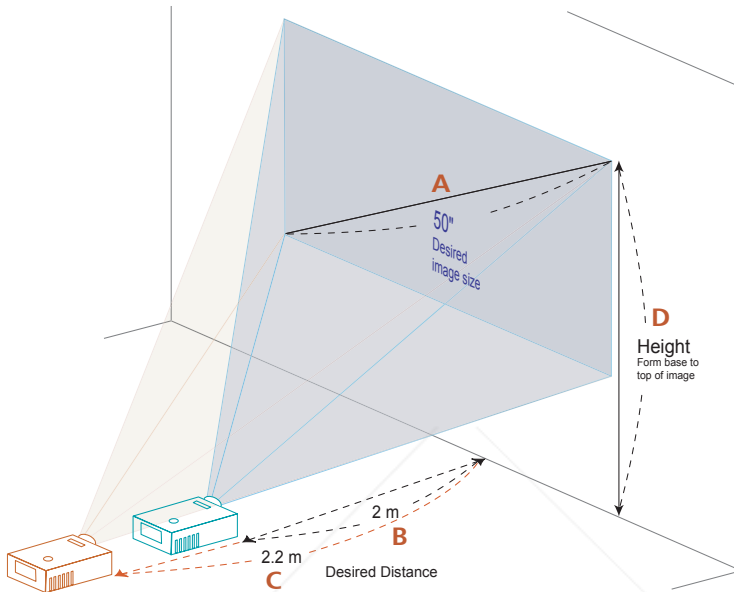 A
50"
Desired
image size
D
Height
Form base to
top of image
2 m
B
2.2 m
C
Desired Distance